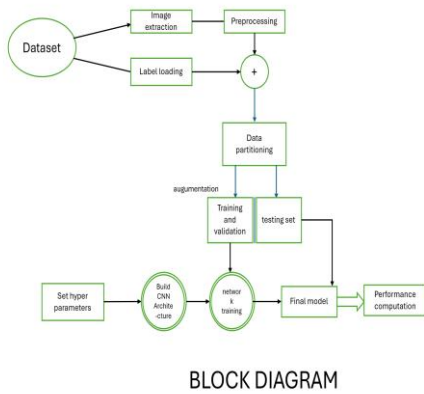 Image
extraction
Preprocessing
Dataset
Label loading
+
Data
partitioning
augumentation
Training
and
validation
testing set
Set hyper
parameters
Build
CNN
Archite
-cture
networ
k
training
Final model
Performance
computation
BLOCK DIAGRAM